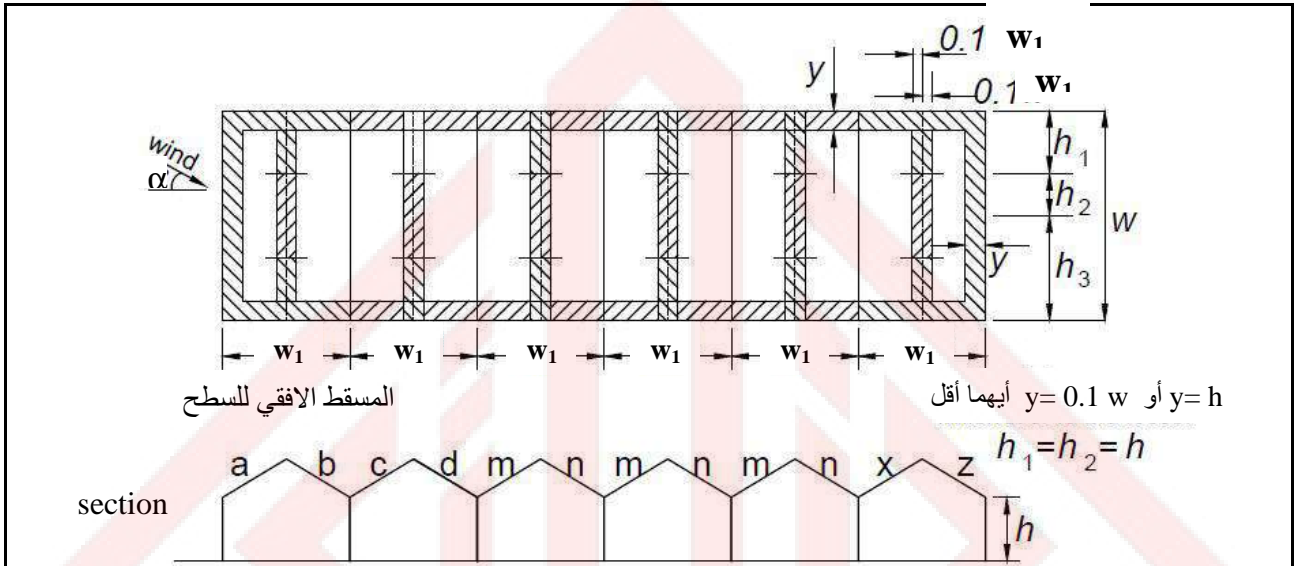 0.1 w₁
y
0.1 w₁
wind
α
h₁
h₂
h₃
w
y
w₁ w₁ w₁ w₁ w₁ w₁
المسقط الافقي للسطح
y= h أو y= 0.1 w أيهما أقل
h₁=h₂=h
a b c d m n m n m n x z
section
h